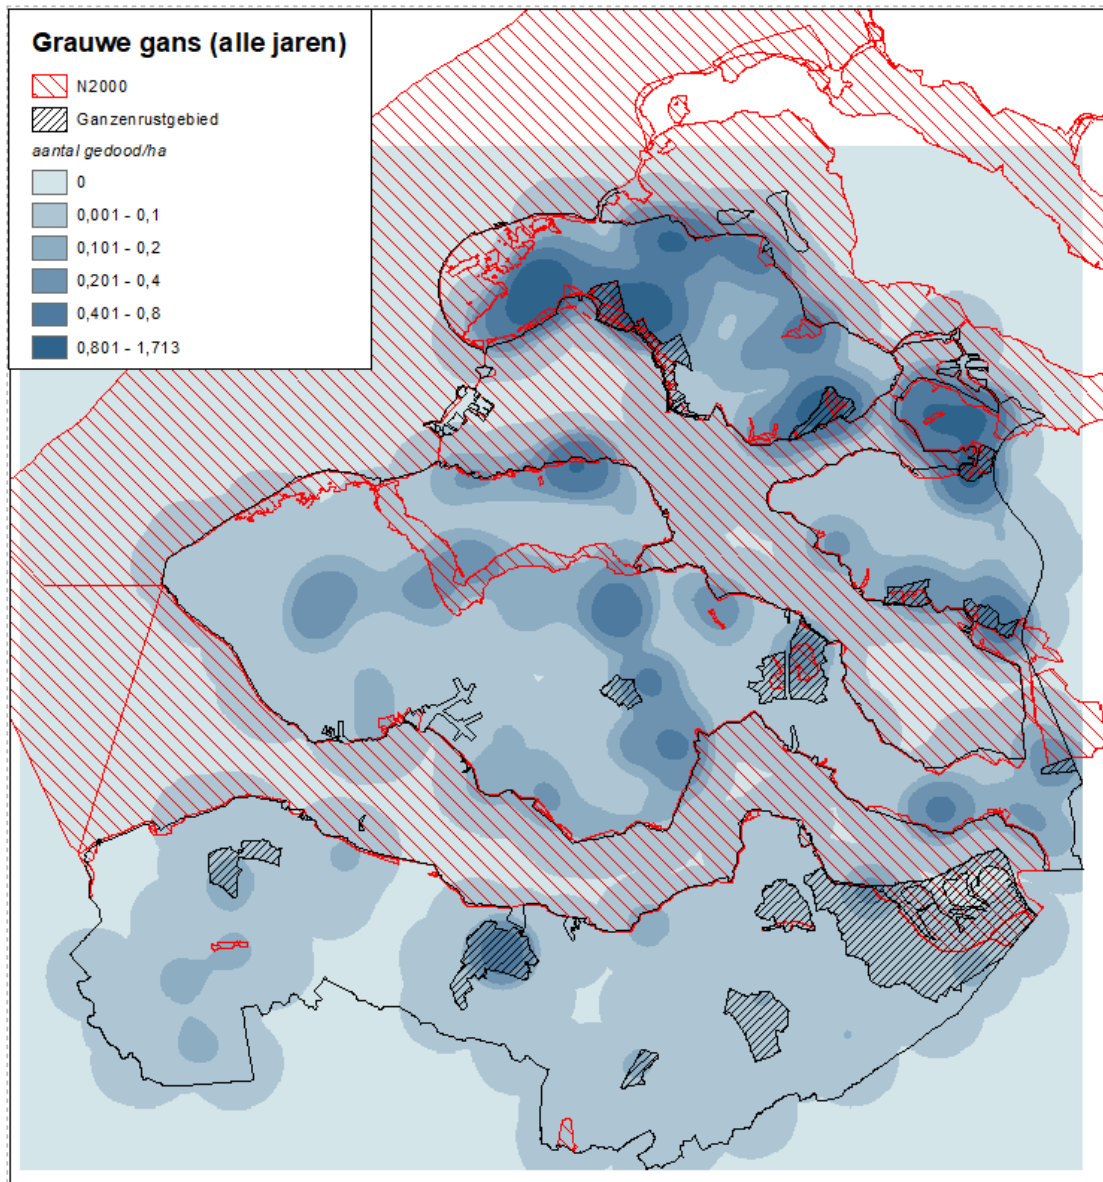 Grauwe gans (alle jaren)
N2000
Ganzenrustgebied
aantal gedood/ha
0
0,001 - 0,1
0,101 - 0,2
0,201 - 0,4
0,401 - 0,8
0,801 - 1,713